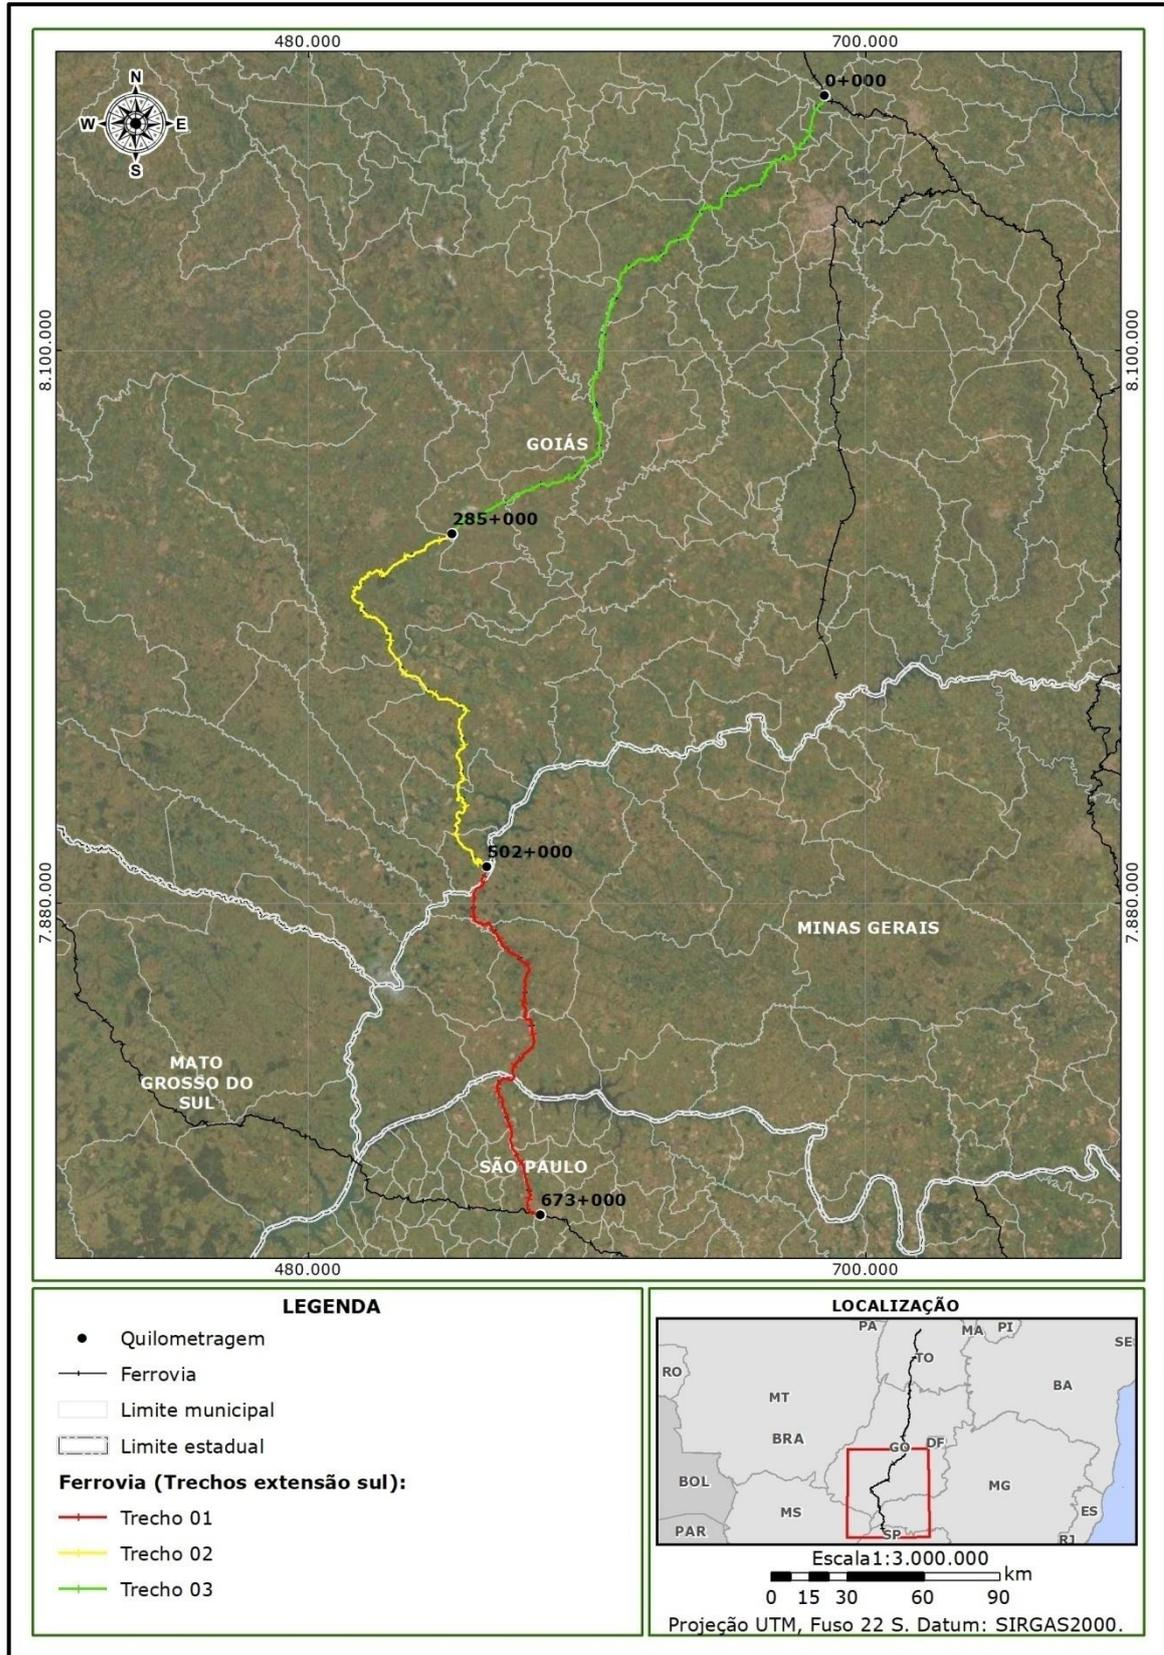 480.000
700.000
0+000
N
W
E
S
8.100.000
8.100.000
GOIÁS
285+000
502+000
7.880.000
7.880.000
MINAS GERAIS
MATO
GROSSO DO
SUL
SÃO PAULO
673+000
480.000
700.000
LEGENDA
Quilometragem
Ferrovia
Limite municipal
Limite estadual
Ferrovia (Trechos extensão sul):
Trecho 01
Trecho 02
Trecho 03
LOCALIZAÇÃO
PA
MA
PI
SE
TO
RO
BA
MT
BRA
GO
DF
BOL
MG
MS
ES
PAR
SP
RJ
Escala1:3.000.000
km
0 15 30 60 90
Projeção UTM, Fuso 22 S. Datum: SIRGAS2000.